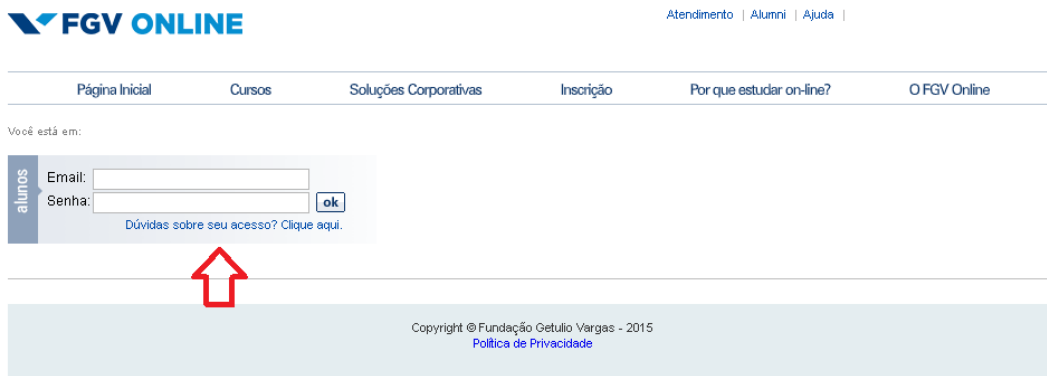 FGV ONLINE
Atendimento | Alumni | Ajuda |
Página Inicial Cursos Soluções Corporativas Inscrição Por que estudar on-line? O FGV Online
Você está em:
alunos
Email:
Senha: ok
Dúvidas sobre seu acesso? Clique aqui.
Copyright © Fundação Getulio Vargas - 2015
Política de Privacidade